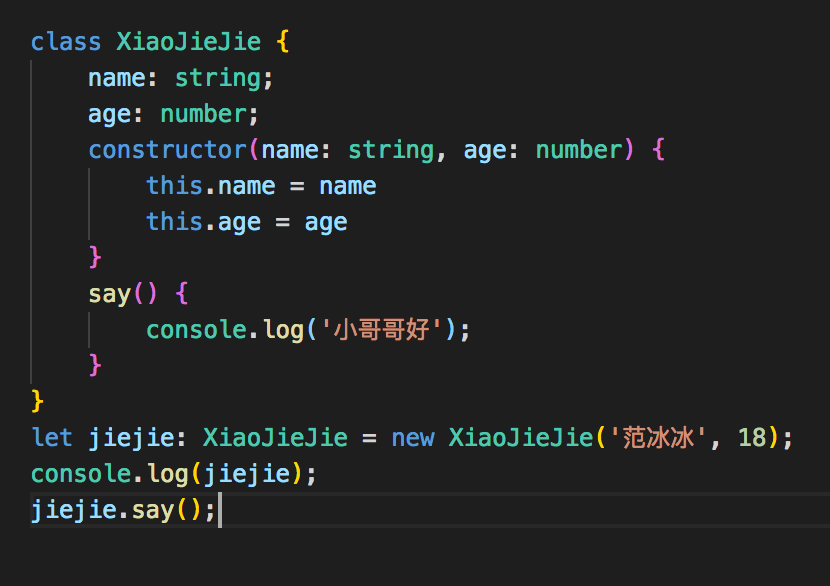 class XiaoJieJie {
    name: string;
    age: number;
    constructor(name: string, age: number) {
        this.name = name
        this.age = age
    }
    say() {
        console.log('小哥哥好');
    }
}
let jiejie: XiaoJieJie = new XiaoJieJie('范冰冰', 18);
console.log(jiejie);
jiejie.say();